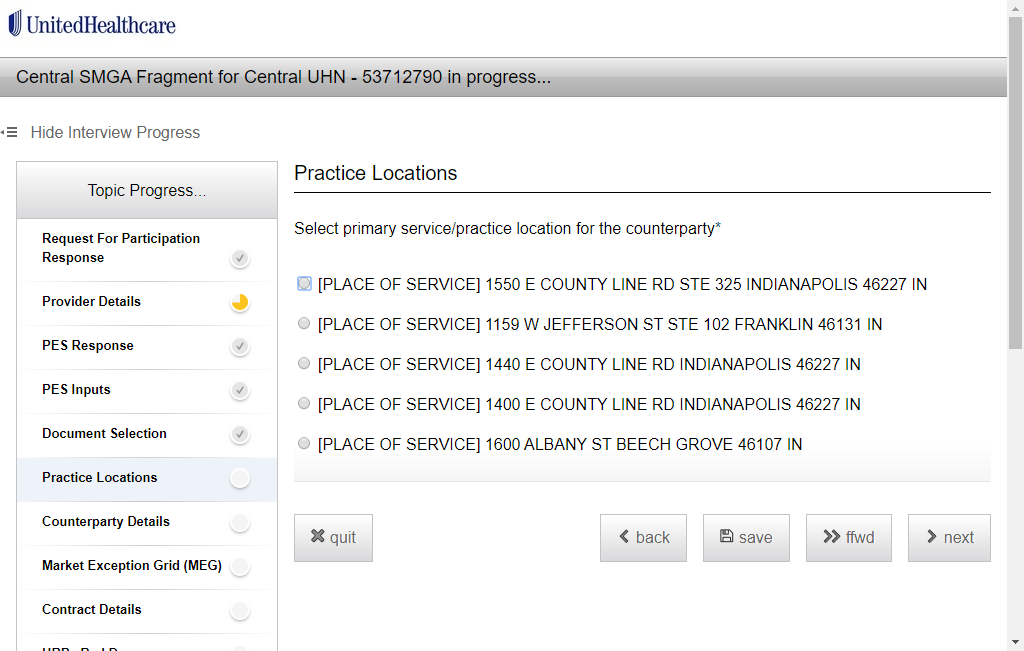 UnitedHealthcare
Central SMGA Fragment for Central UHN - 53712790 in progress...
Hide Interview Progress
Topic Progress...
Request For Participation
Response
Provider Details
PES Response
PES Inputs
Document Selection
Practice Locations
Counterparty Details
Market Exception Grid (MEG)
Contract Details
Practice Locations
Select primary service/practice location for the counterparty*
[PLACE OF SERVICE] 1550 E COUNTY LINE RD STE 325 INDIANAPOLIS 46227 IN
[PLACE OF SERVICE] 1159 W JEFFERSON ST STE 102 FRANKLIN 46131 IN
[PLACE OF SERVICE] 1440 E COUNTY LINE RD INDIANAPOLIS 46227 IN
[PLACE OF SERVICE] 1400 E COUNTY LINE RD INDIANAPOLIS 46227 IN
[PLACE OF SERVICE] 1600 ALBANY ST BEECH GROVE 46107 IN
quit back save ffwd next